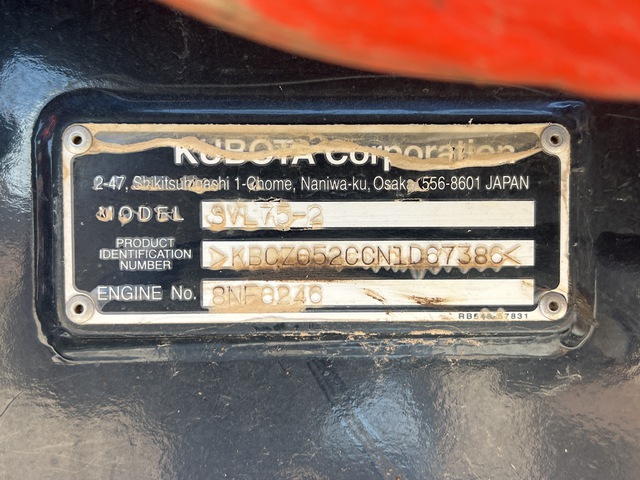 KUBOTA Corporation
2-47, Shikitsuhigashi 1-Chome, Naniwa-ku, Osaka, 556-8601 JAPAN
MODEL SVL75-2
PRODUCT
IDENTIFICATION
NUMBER
>KBCZ052CCN1D67386<
ENGINE No. 8NF8246